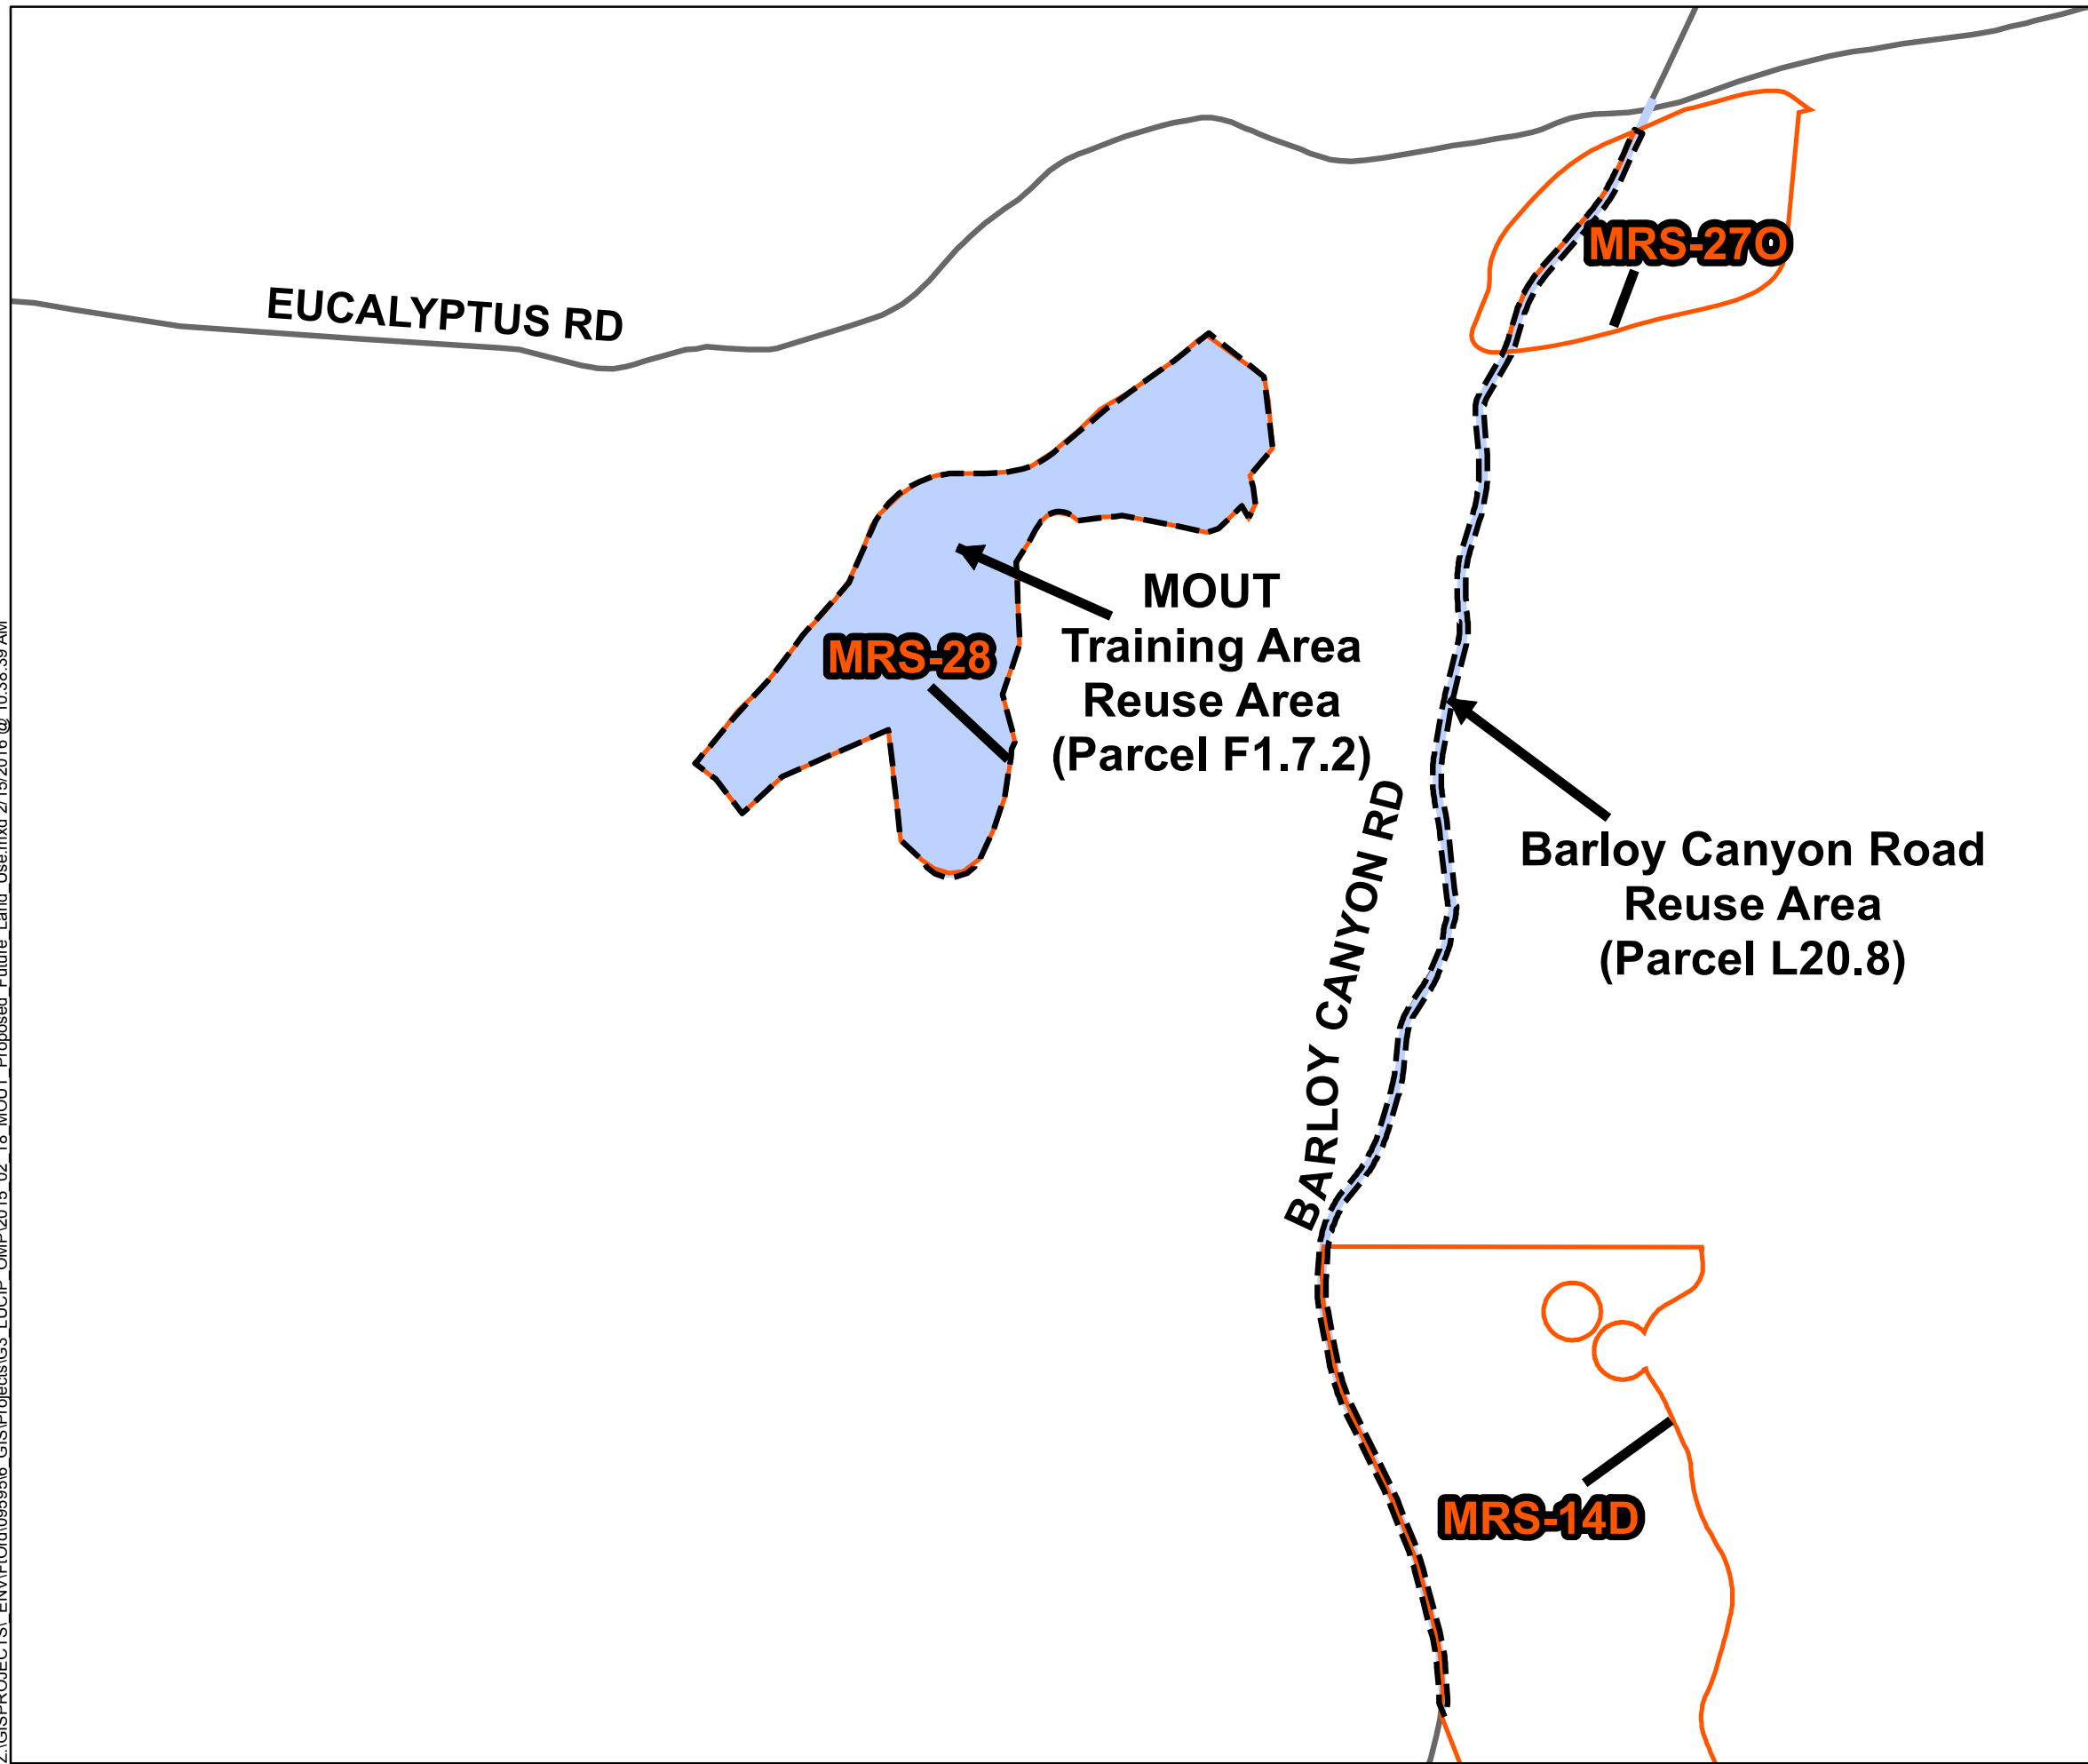 EUCALYPTUS RD
MRS-27O
MOUT
Training Area
Reuse Area
(Parcel F1.7.2)
MRS-28
BARLOY CANYON RD
Barloy Canyon Road
Reuse Area
(Parcel L20.8)
MRS-14D